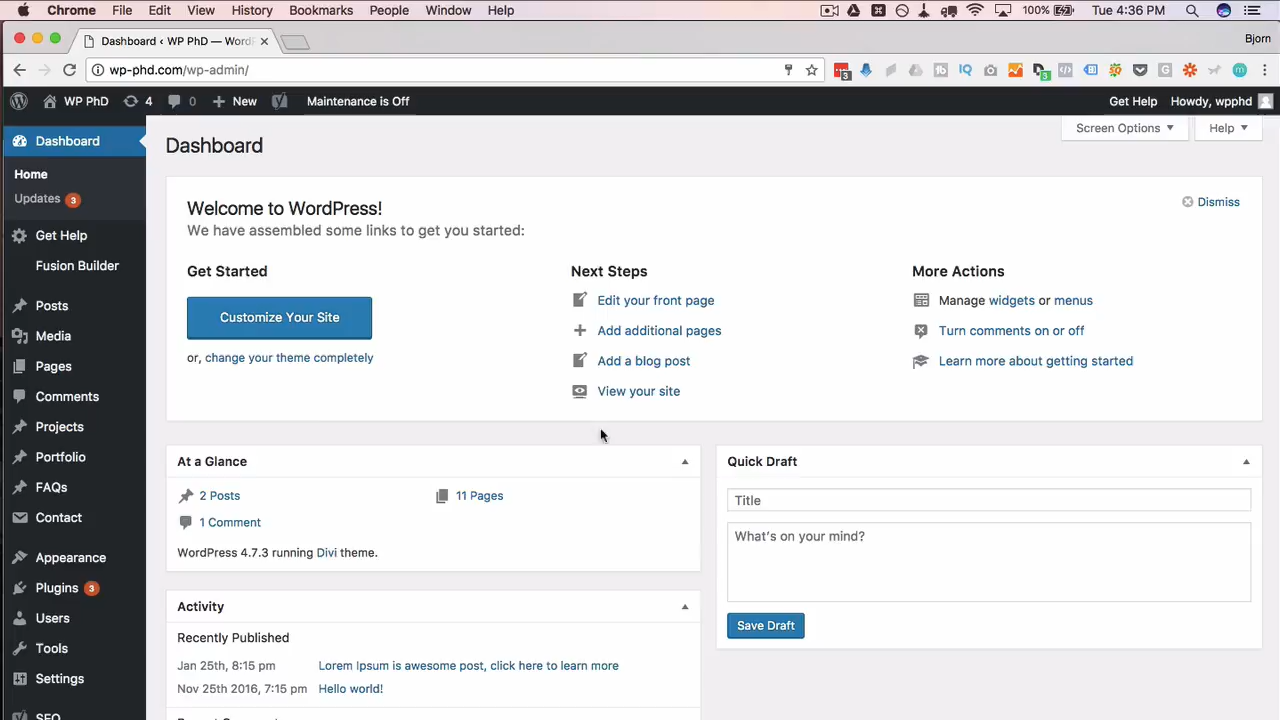 Chrome File Edit View History Bookmarks People Window Help 100% Tue 4:36 PM
Dashboard ‹ WP PhD — WordP
Bjorn
wp-phd.com/wp-admin/
3
3
WP PhD 4 0 New Maintenance is Off Get Help Howdy, wpphd
Dashboard
Home
Updates 3
Get Help
Fusion Builder
Posts
Media
Pages
Comments
Projects
Portfolio
FAQs
Contact
Appearance
Plugins 3
Users
Tools
Settings
SEO
Screen Options Help
Dashboard
Welcome to WordPress!
We have assembled some links to get you started:
Dismiss
Get Started
Customize Your Site
or, change your theme completely
Next Steps
Edit your front page
Add additional pages
Add a blog post
View your site
More Actions
Manage widgets or menus
Turn comments on or off
Learn more about getting started
At a Glance
2 Posts 11 Pages
1 Comment
WordPress 4.7.3 running Divi theme.
Activity
Recently Published
Jan 25th, 8:15 pm Lorem Ipsum is awesome post, click here to learn more
Nov 25th 2016, 7:15 pm Hello world!
Quick Draft
Title
What's on your mind?
Save Draft